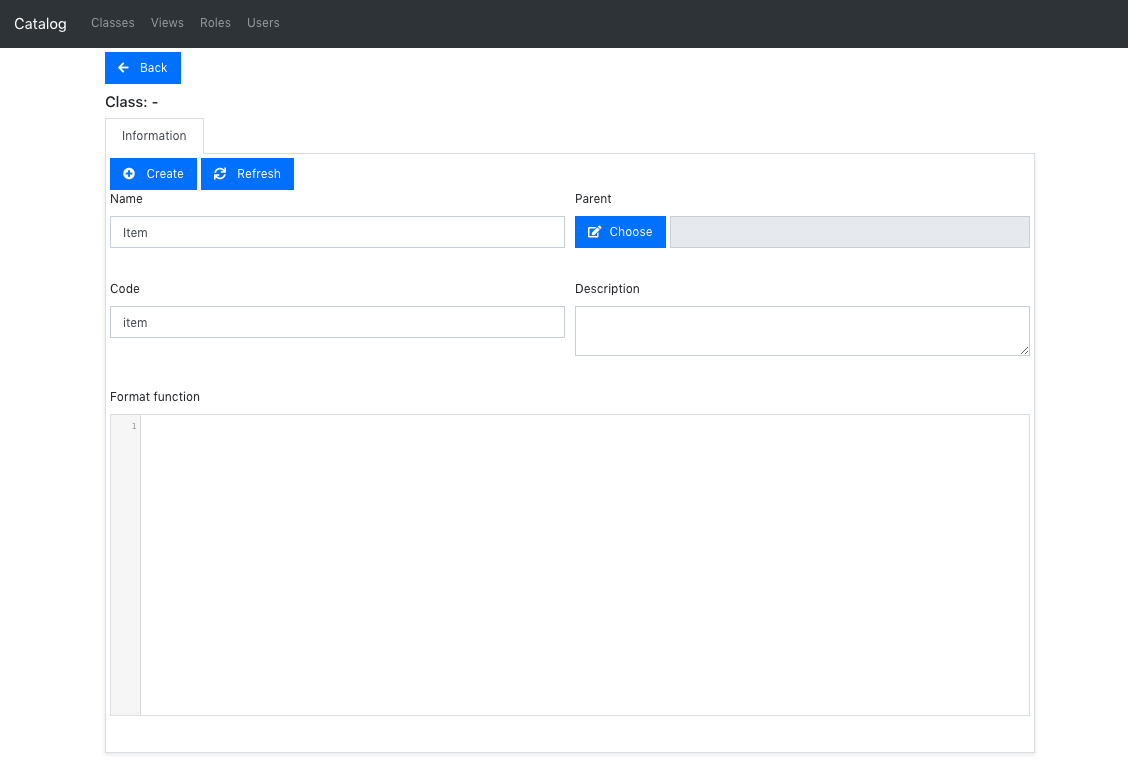 Catalog Classes Views Roles Users
Back
Class: -
Information
Create Refresh
Name Parent
Item Choose
Code Description
item
Format function
1